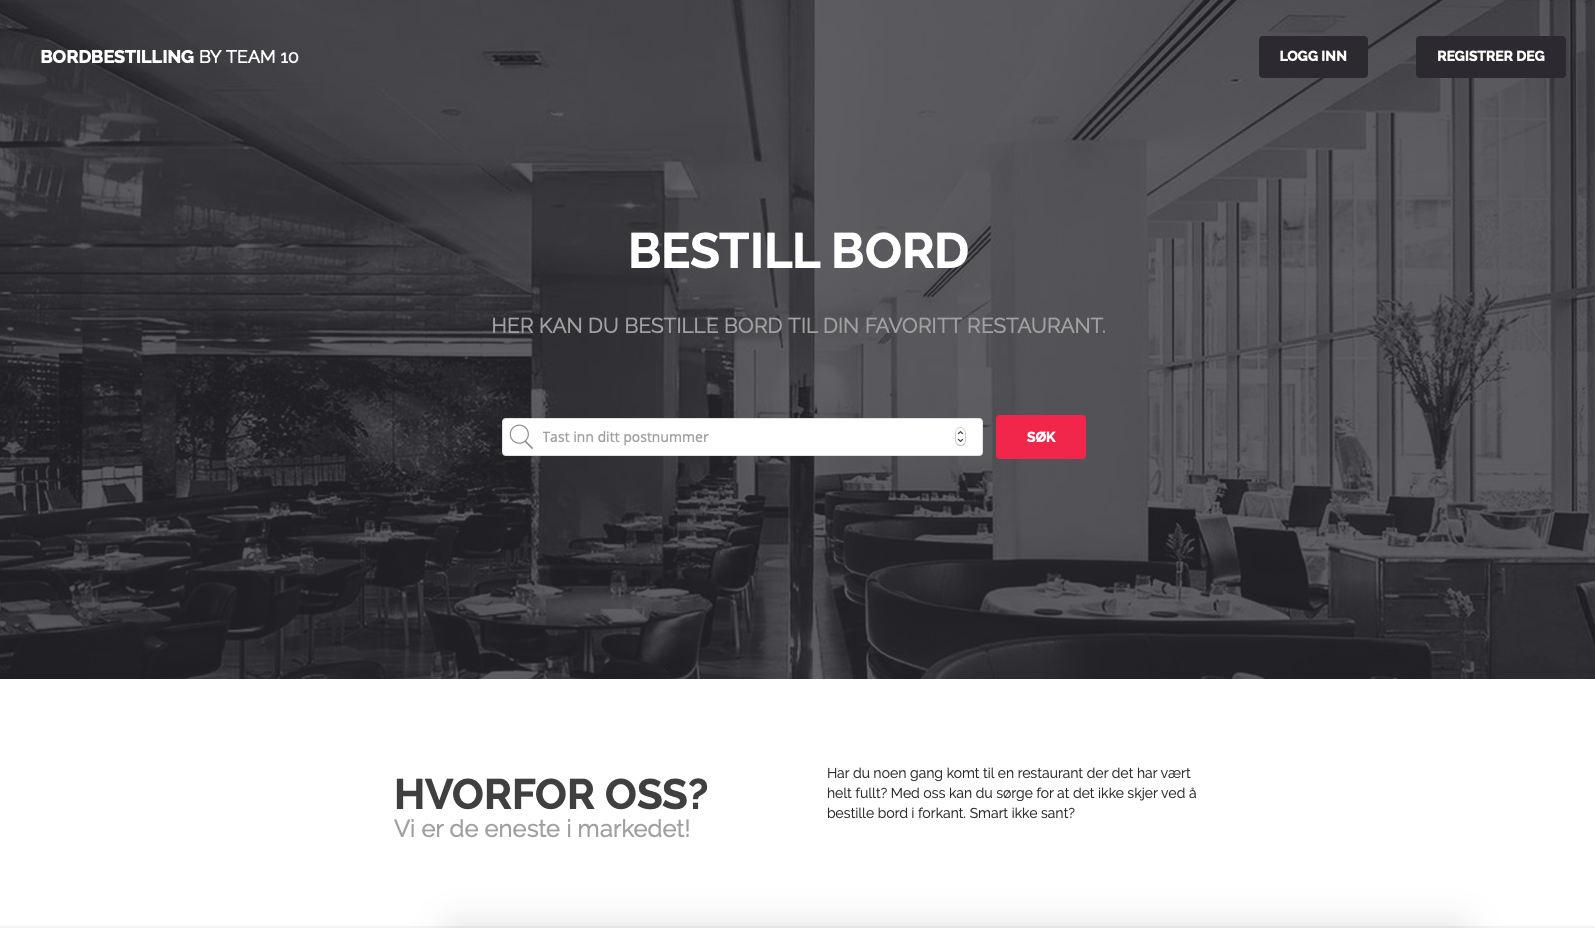 BORDBESTILLING BY TEAM 10
LOGG INN
REGISTRER DEG
BESTILL BORD
HER KAN DU BESTILLE BORD TIL DIN FAVORITT RESTAURANT.
Tast inn ditt postnummer
SØK
HVORFOR OSS?
Vi er de eneste i markedet!
Har du noen gang komt til en restaurant der det har vært
helt fullt? Med oss kan du sørge for at det ikke skjer ved å
bestille bord i forkant. Smart ikke sant?